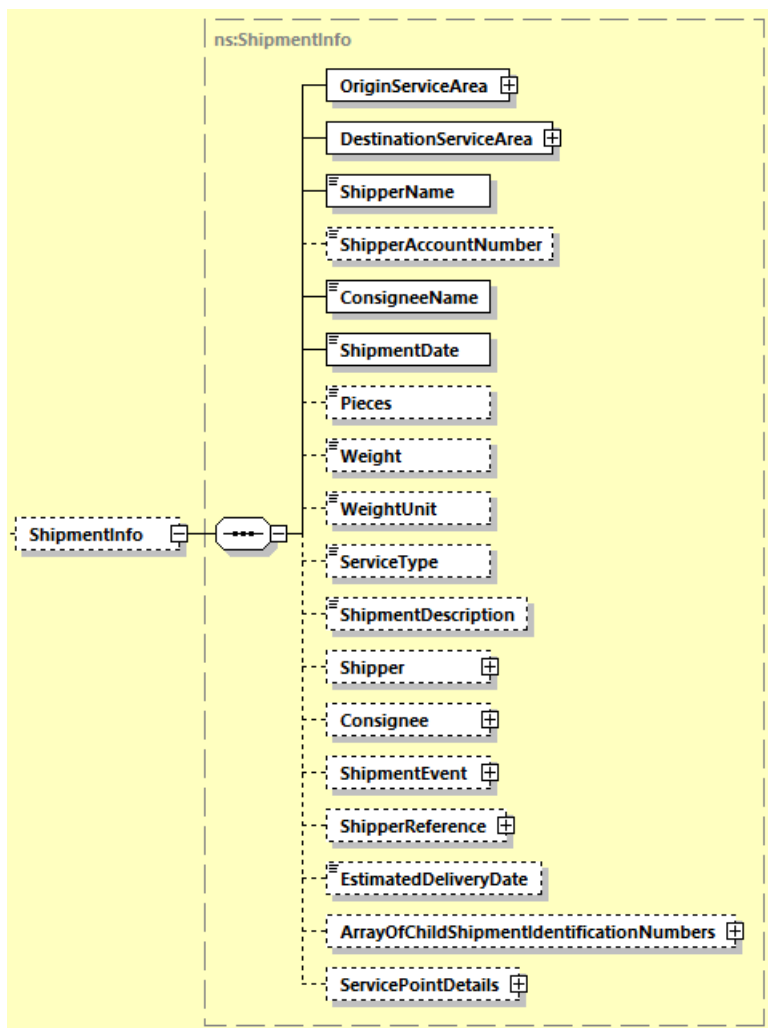 ns:ShipmentInfo
OriginServiceArea
DestinationServiceArea
ShipperName
ShipperAccountNumber
ConsigneeName
ShipmentDate
Pieces
Weight
WeightUnit
ShipmentInfo
ServiceType
ShipmentDescription
Shipper
Consignee
ShipmentEvent
ShipperReference
EstimatedDeliveryDate
ArrayOfChildShipmentIdentificationNumbers
ServicePointDetails